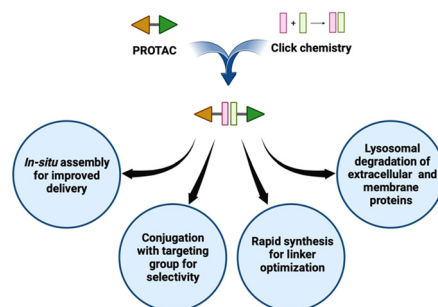 +
PROTAC
Click chemistry
In-situ assembly
for improved
delivery
Conjugation
with targeting
group for
selectivity
Rapid synthesis
for linker
optimization
Lysosomal
degradation of
extracellular and
membrane
proteins